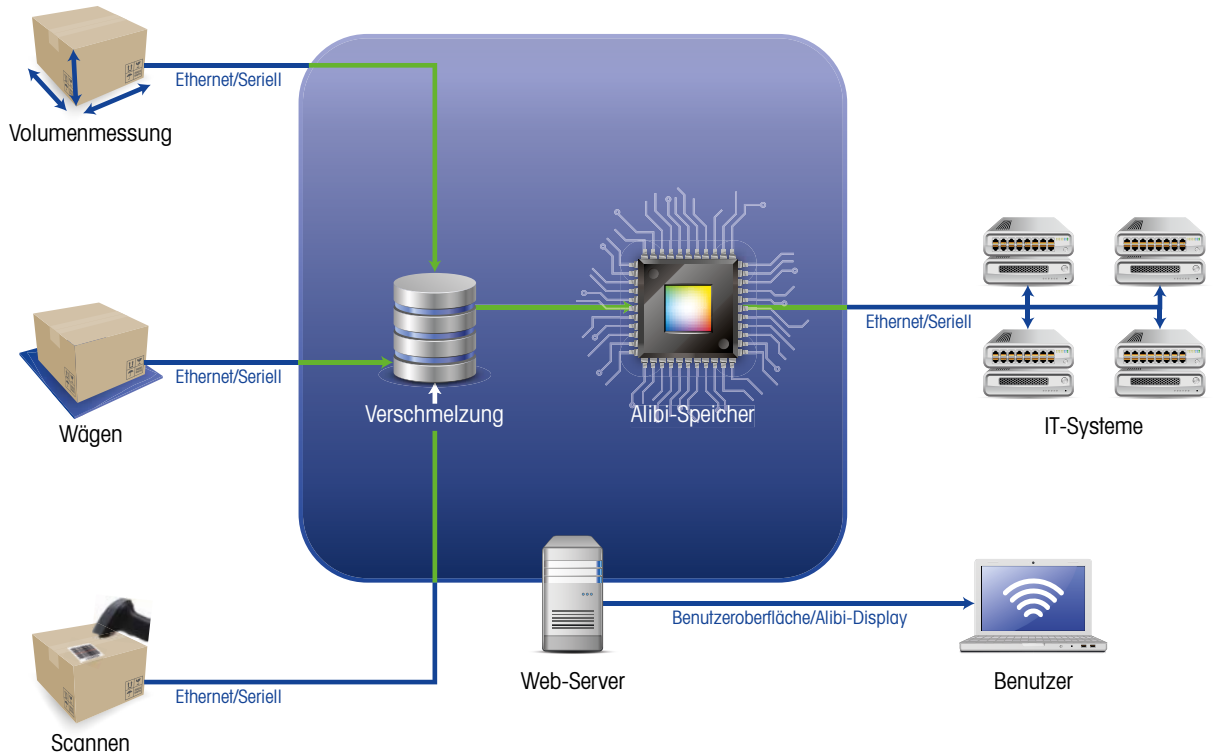 Ethernet/Seriell
Volumenmessung
Ethernet/Seriell
Wägen
Verschmelzung
Alibi-Speicher
Ethernet/Seriell
IT-Systeme
Ethernet/Seriell
Scannen
Web-Server
Benutzeroberfläche/Alibi-Display
Benutzer